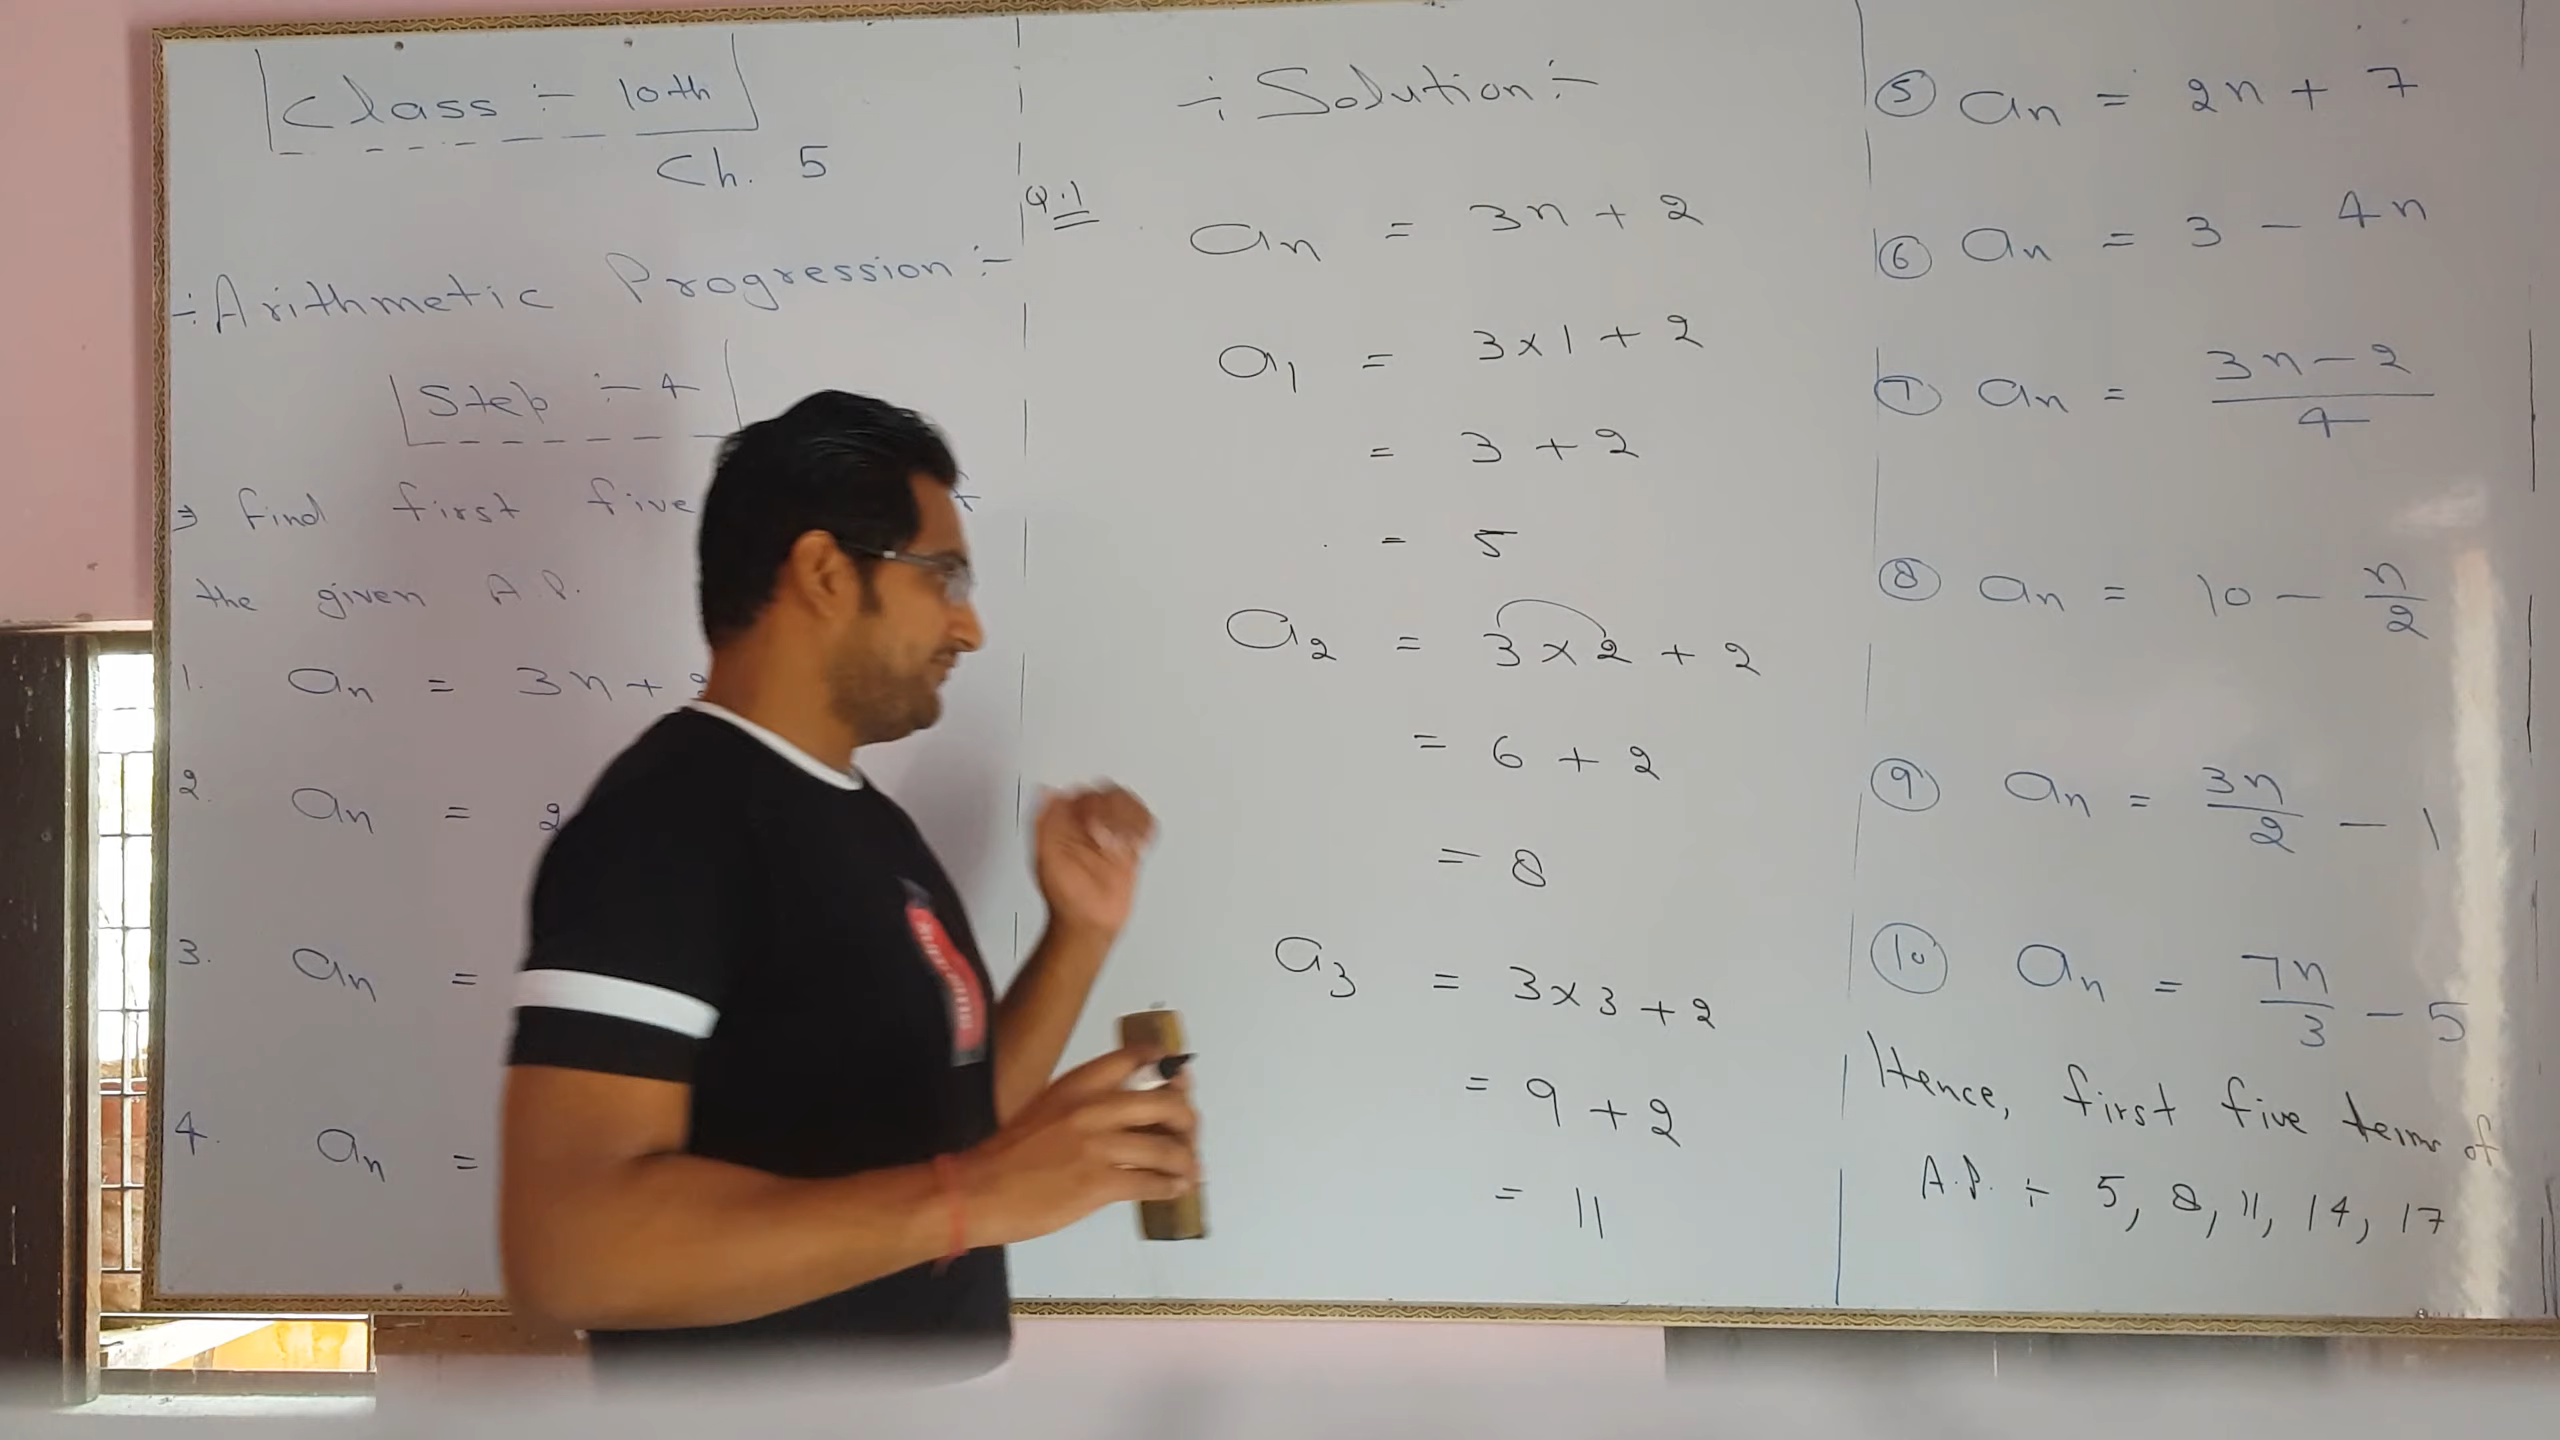 Class :- 10th
Ch. 5
÷ Arithmetic Progression :-
Step :- 4
⇒ Find first five
the given A.P.
1. an = 3n +
2. an = 2
3. an =
4. an =
÷ Solution :-
Q.1
an = 3n + 2
a1 = 3 × 1 + 2
= 3 + 2
= 5
a2 = 3 × 2 + 2
= 6 + 2
= 8
a3 = 3 × 3 + 2
= 9 + 2
= 11
⑤ an = 2n + 7
⑥ an = 3 - 4n
⑦ an = 3n - 2 / 4
⑧ an = 10 - n/2
⑨ an = 3n/2 - 1
⑩ an = 7n/3 - 5
Hence, first five terms of
A.P. ÷ 5, 8, 11, 14, 17